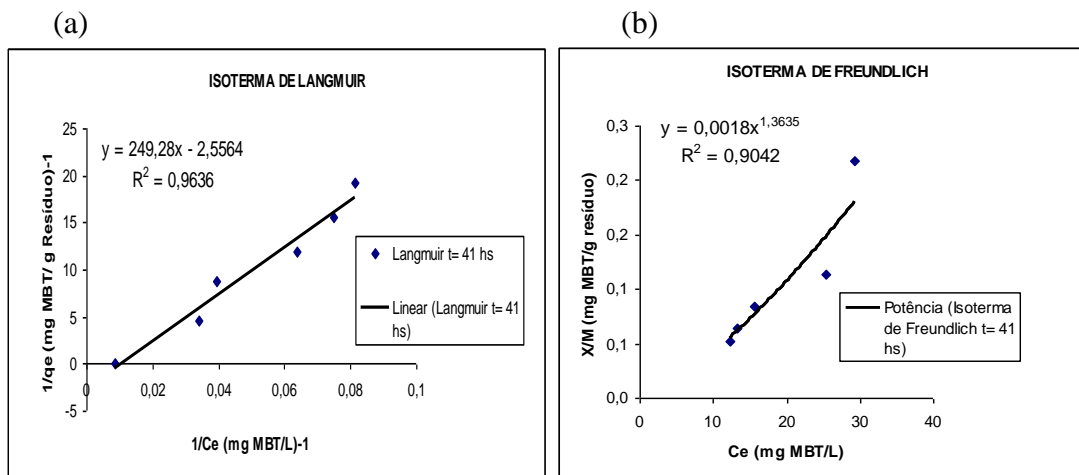 (a)
ISOTERMA DE LANGMUIR
y = 249,28x - 2,5564
R² = 0,9636
25
20
15
10
5
0
-5
0
0,02
0,04
0,06
0,08
0,1
1/qe (mg MBT/ g Resíduo)-1
1/Ce (mg MBT/L)-1
Langmuir t= 41 hs
Linear (Langmuir t= 41
hs)
(b)
ISOTERMA DE FREUNDLICH
y = 0,0018x^1,3635
R² = 0,9042
0,3
0,2
0,2
0,1
0,1
0,0
0
10
20
30
40
X/M (mg MBT/g resíduo)
Ce (mg MBT/L)
Potência (Isoterma
de Freundlich t= 41
hs)